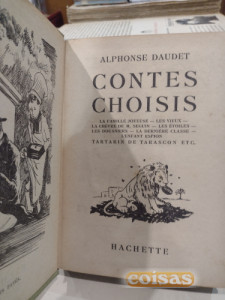 ALPHONSE DAUDET
CONTES
CHOISIS
LA FAMILLE JOYEUSE — LES VIEUX —
LA CHÈVRE DE M. SEGUIN — LES ÉTOILES —
LES DOUANIERS — LA DERNIÈRE CLASSE —
L'ENFANT ESPION
TARTARIN DE TARASCON ETC.
HACHETTE
coisas